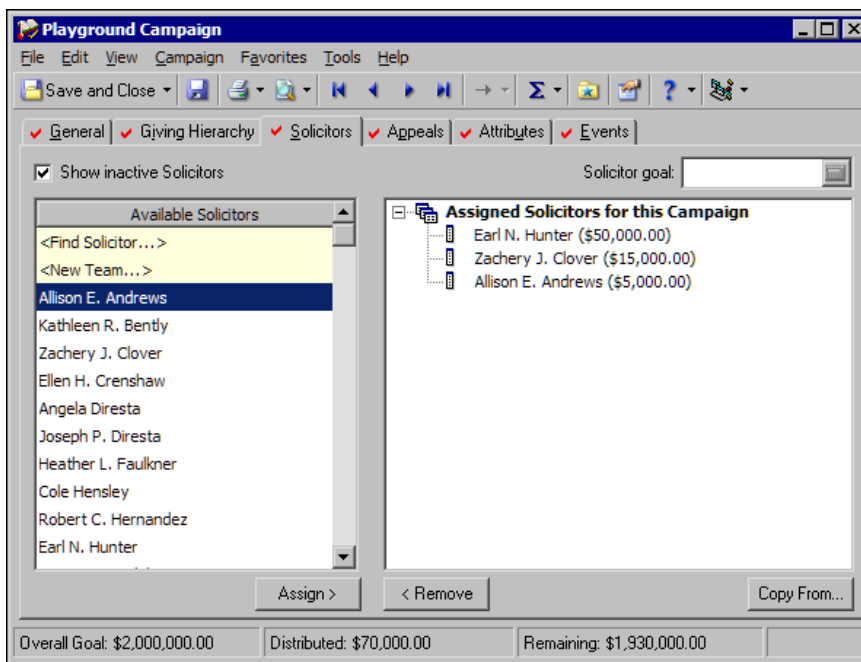 Playground Campaign
File Edit View Campaign Favorites Tools Help
Save and Close
General Giving Hierarchy Solicitors Appeals Attributes Events
Show inactive Solicitors Solicitor goal:
Available Solicitors
<Find Solicitor...>
<New Team...>
Allison E. Andrews
Kathleen R. Bently
Zachery J. Clover
Ellen H. Crenshaw
Angela Diresta
Joseph P. Diresta
Heather L. Faulkner
Cole Hensley
Robert C. Hernandez
Earl N. Hunter
Assigned Solicitors for this Campaign
Earl N. Hunter ($50,000.00)
Zachery J. Clover ($15,000.00)
Allison E. Andrews ($5,000.00)
Assign > < Remove Copy From...
Overall Goal: $2,000,000.00 Distributed: $70,000.00 Remaining: $1,930,000.00